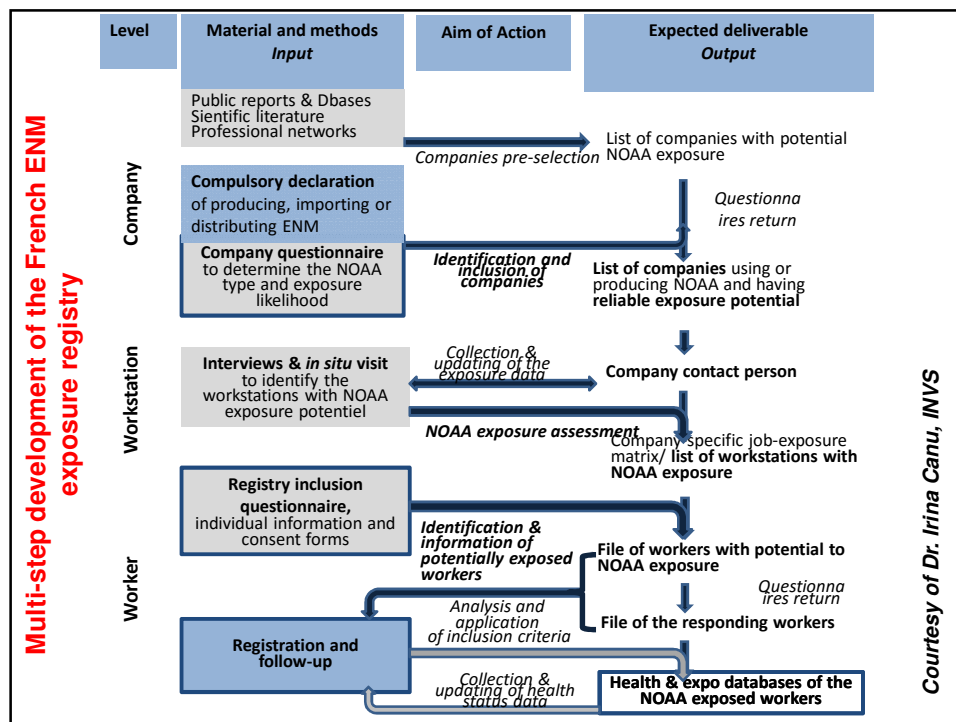 Multi-step development of the French ENM
exposure registry
Level
Material and methods
Input
Aim of Action
Expected deliverable
Output
Company
Public reports & Dbases
Sientific literature
Professional networks
Companies pre-selection
List of companies with potential
NOAA exposure
Compulsory declaration
of producing, importing or
distributing ENM
Questionna
ires return
Company questionnaire
to determine the NOAA
type and exposure
likelihood
Identification and
inclusion of
companies
List of companies using or
producing NOAA and having
reliable exposure potential
Workstation
Interviews & in situ visit
to identify the
workstations with NOAA
exposure potentiel
Collection &
updating of the
exposure data
Company contact person
NOAA exposure assessment
Company specific job-exposure
matrix/ list of workstations with
NOAA exposure
Worker
Registry inclusion
questionnaire,
individual information and
consent forms
Identification &
information of
potentially exposed
workers
File of workers with potential to
NOAA exposure
Questionna
ires return
Analysis and
application
of inclusion criteria
File of the responding workers
Registration and
follow-up
Collection &
updating of health
status data
Health & expo databases of the
NOAA exposed workers
Courtesy of Dr. Irina Canu, INVS